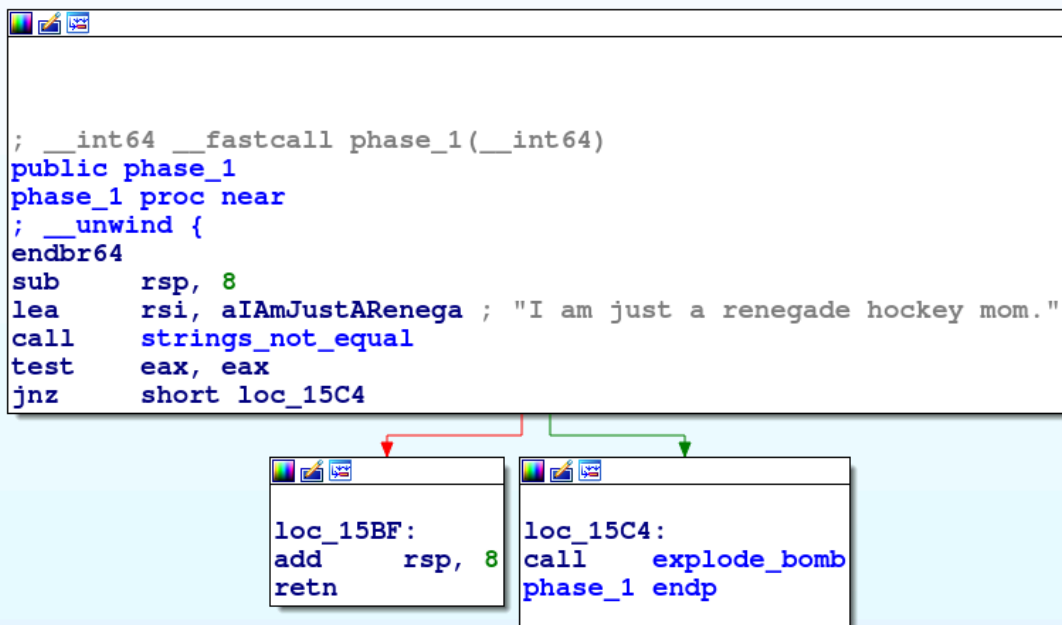 ; __int64 __fastcall phase_1(__int64)
public phase_1
phase_1 proc near
; __unwind {
endbr64
sub rsp, 8
lea rsi, aIAmJustARenega ; "I am just a renegade hockey mom."
call strings_not_equal
test eax, eax
jnz short loc_15C4
loc_15BF:
add rsp, 8
retn
loc_15C4:
call explode_bomb
phase_1 endp